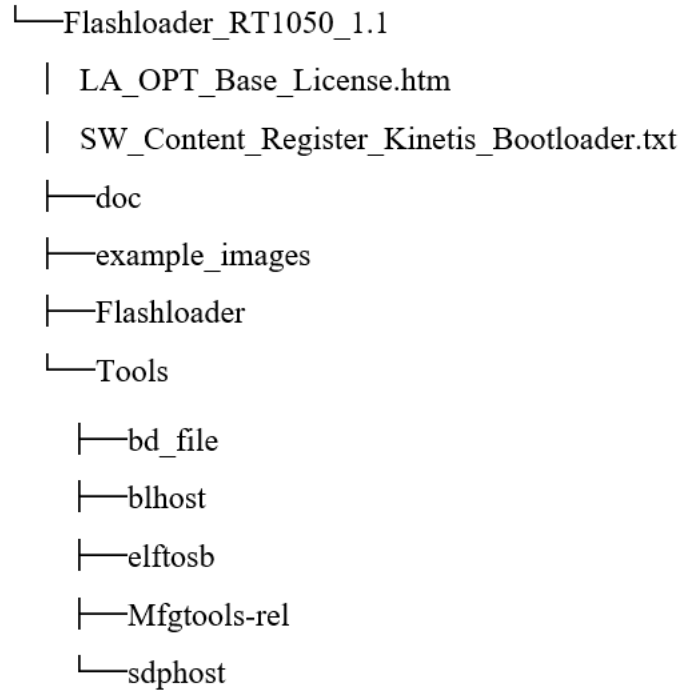 └──Flashloader_RT1050_1.1
│ LA_OPT_Base_License.htm
│ SW_Content_Register_Kinetis_Bootloader.txt
├──doc
├──example_images
├──Flashloader
└──Tools
├──bd_file
├──blhost
├──elftosb
├──Mfgtools-rel
└──sdphost